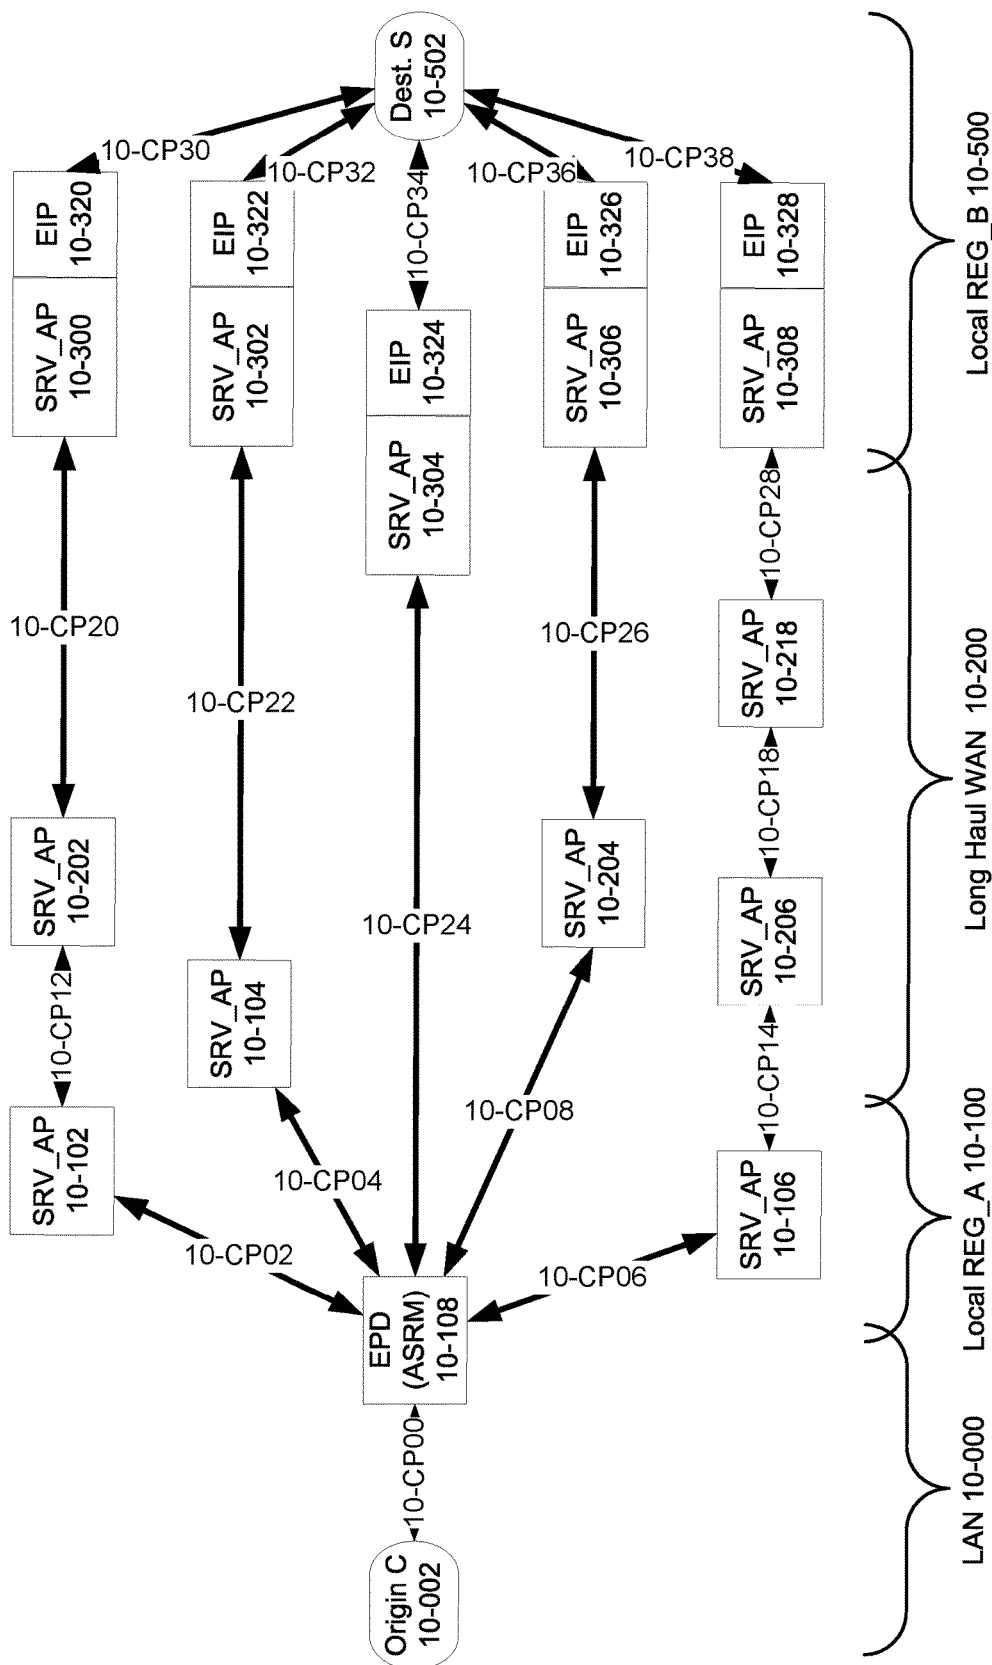 Origin C
10-002
10-CP00
EPD
(ASRM)
10-108
10-CP02
10-CP04
10-CP24
10-CP08
10-CP06
SRV_AP
10-102
10-CP12
SRV_AP
10-202
10-CP20
SRV_AP
10-300
EIP
10-320
10-CP30
SRV_AP
10-104
10-CP22
SRV_AP
10-302
EIP
10-322
10-CP32
SRV_AP
10-304
EIP
10-324
10-CP34
SRV_AP
10-204
10-CP26
SRV_AP
10-306
EIP
10-326
10-CP36
SRV_AP
10-106
10-CP14
SRV_AP
10-206
10-CP18
SRV_AP
10-218
10-CP28
SRV_AP
10-308
EIP
10-328
10-CP38
Dest. S
10-502
LAN 10-000
Local REG_A 10-100
Long Haul WAN 10-200
Local REG_B 10-500